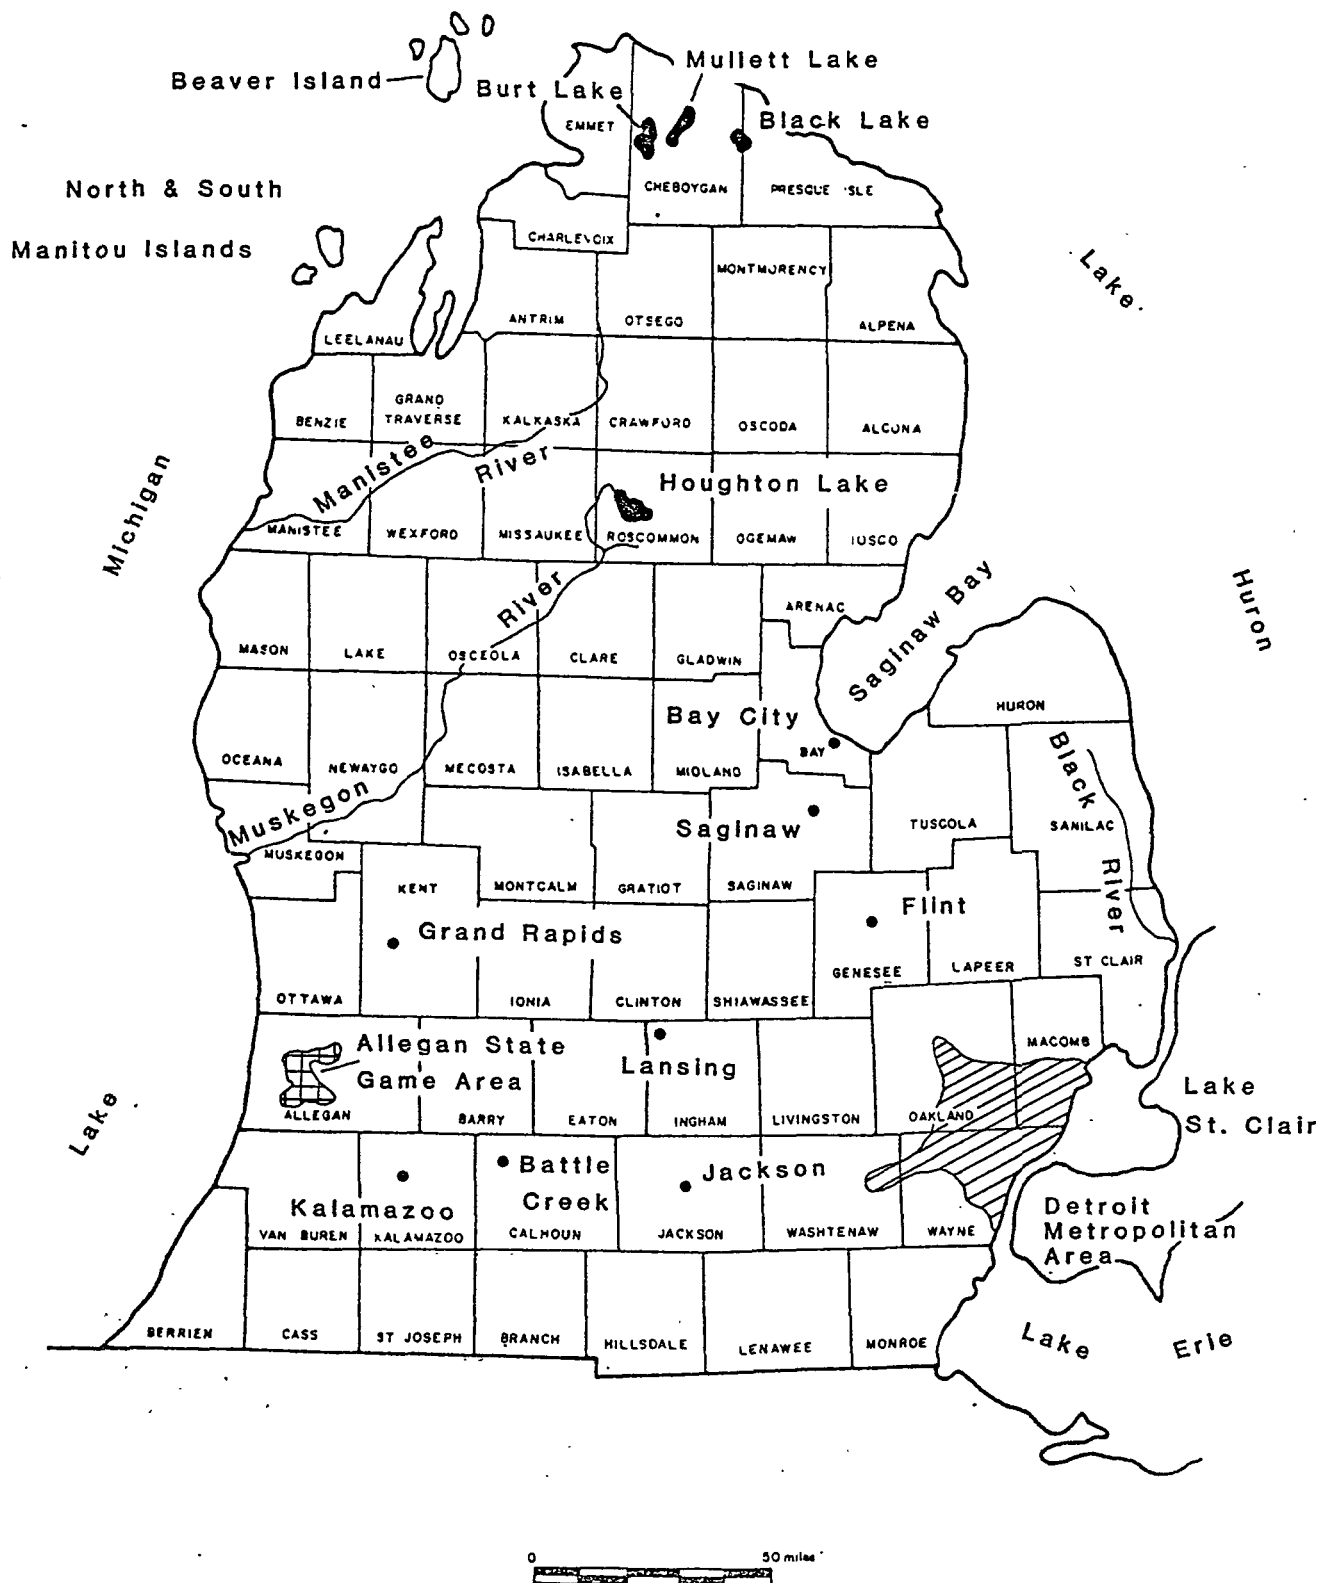 Mullett Lake
Beaver Island
Burt Lake
Black Lake
EMMET
North & South
Manitou Islands
CHEBOYGAN
PRESQUE ISLE
CHARLEVOIX
MONTMORENCY
Lake
ANTRIM
OTSEGO
ALPENA
LEELANAU
GRAND
TRAVERSE
BENZIE
KALKASKA
CRAWFORD
OSCODA
ALCONA
Manistee
River
Houghton Lake
Michigan
MANISTEE
WEXFORD
MISSAUKEE
ROSCOMMON
OGEMAW
IOSCO
River
Saginaw Bay
Huron
ARENAC
MASON
LAKE
OSCEOLA
CLARE
GLADWIN
Bay City
HURON
BAY
OCEANA
NEWAYGO
MECOSTA
ISABELLA
MIDLAND
Black
Muskegon
Saginaw
TUSCOLA
SANILAC
MUSKEGON
KENT
MONTCALM
GRATIOT
SAGINAW
River
Flint
Grand Rapids
GENESEE
LAPEER
ST CLAIR
OTTAWA
IONIA
CLINTON
SHIAWASSEE
Allegan State
Game Area
Lansing
MACOMB
Lake
St. Clair
Lake
ALLEGAN
BARRY
EATON
INGHAM
LIVINGSTON
OAKLAND
Battle
Creek
Jackson
Kalamazoo
Detroit
Metropolitan
Area
VAN BUREN
KALAMAZOO
CALHOUN
JACKSON
WASHTENAW
WAYNE
BERRIEN
CASS
ST JOSEPH
BRANCH
HILLSDALE
LENAWEE
MONROE
Lake
Erie
0
50 miles